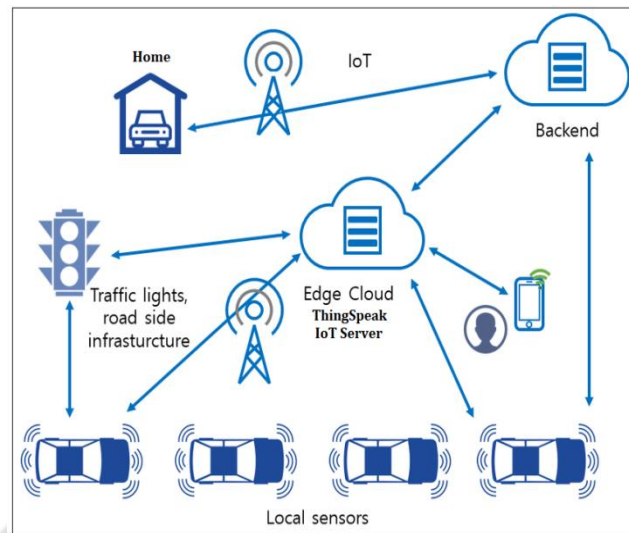 Home
IoT
Backend
Traffic lights,
road side
infrasturcture
Edge Cloud
ThingSpeak
IoT Server
Local sensors